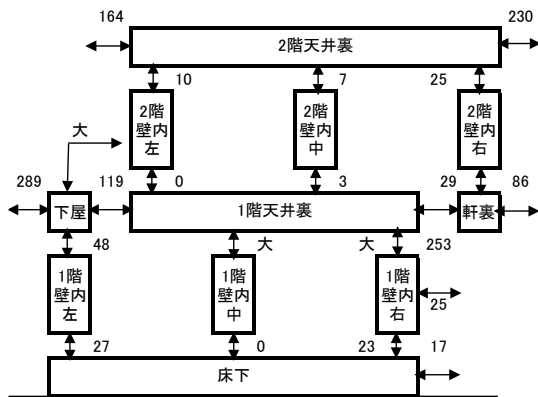 164
230
2階天井裏
10
7
25
2階
壁内
左
2階
壁内
中
2階
壁内
右
大
289
119
0
3
29
86
下屋
1階天井裏
軒裏
48
大
大
253
1階
壁内
左
1階
壁内
中
1階
壁内
右
25
27
0
23
17
床下